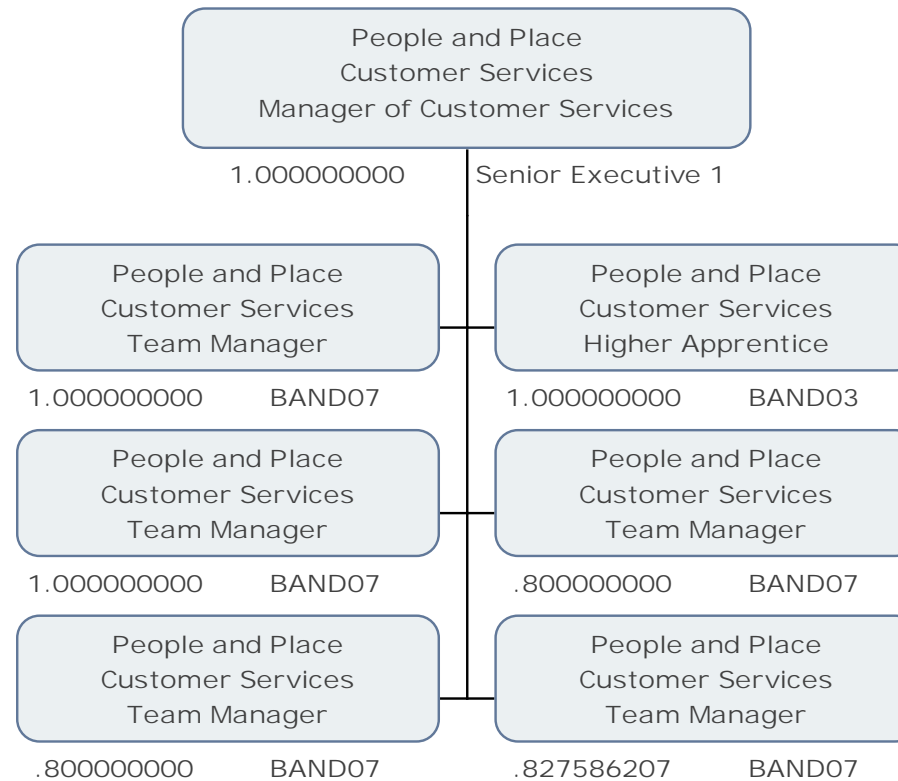 People and Place
Customer Services
Manager of Customer Services
1.000000000 Senior Executive 1
People and Place
Customer Services
Team Manager
1.000000000 BAND07
People and Place
Customer Services
Higher Apprentice
1.000000000 BAND03
People and Place
Customer Services
Team Manager
1.000000000 BAND07
People and Place
Customer Services
Team Manager
.800000000 BAND07
People and Place
Customer Services
Team Manager
.800000000 BAND07
People and Place
Customer Services
Team Manager
.827586207 BAND07